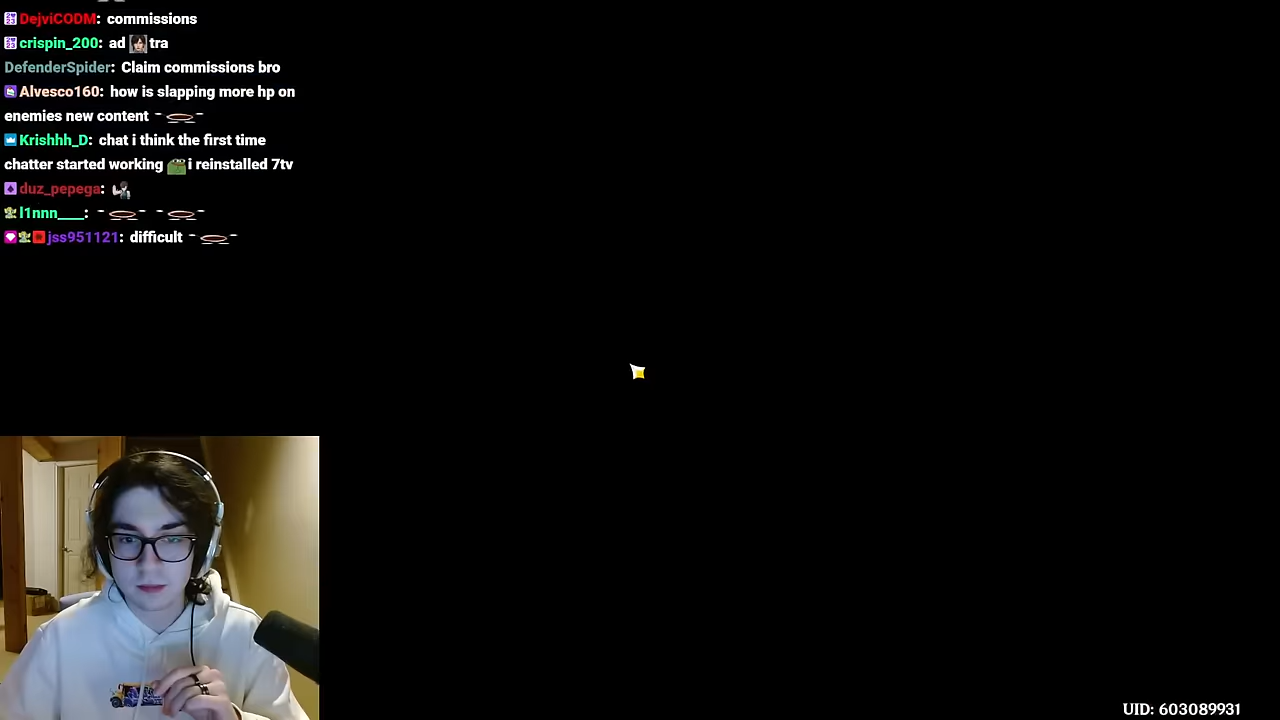 DejviCODM: commissions
crispin_200: ad tra
DefenderSpider: Claim commissions bro
Alvesco160: how is slapping more hp on
enemies new content
Krishhh_D: chat i think the first time
chatter started working i reinstalled 7tv
duz_pepega:
l1nnn____:
jss951121: difficult
UID: 603089931